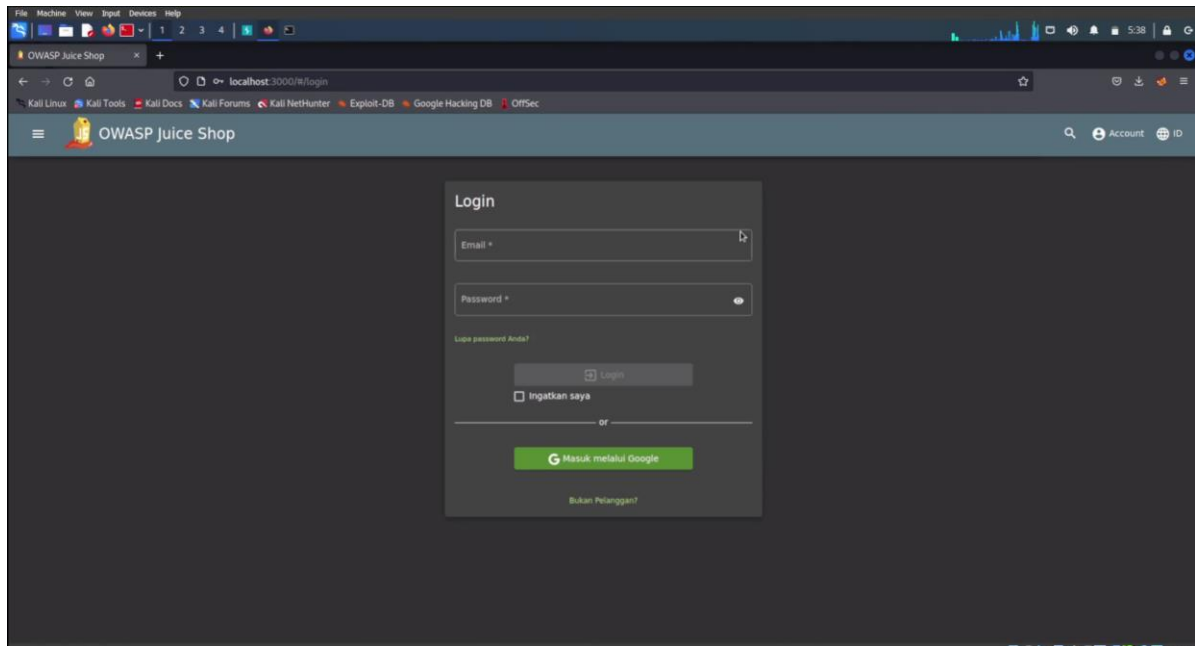 File Machine View Input Devices Help
1 2 3 4 5:38
OWASP Juice Shop
localhost:3000/#/login
Kali Linux Kali Tools Kali Docs Kali Forums Kali NetHunter Exploit-DB Google Hacking DB OffSec
OWASP Juice Shop Account ID
Login
Email *
Password *
Lupa password Anda?
Login
Ingatkan saya
or
G Masuk melalui Google
Bukan Pelanggan?